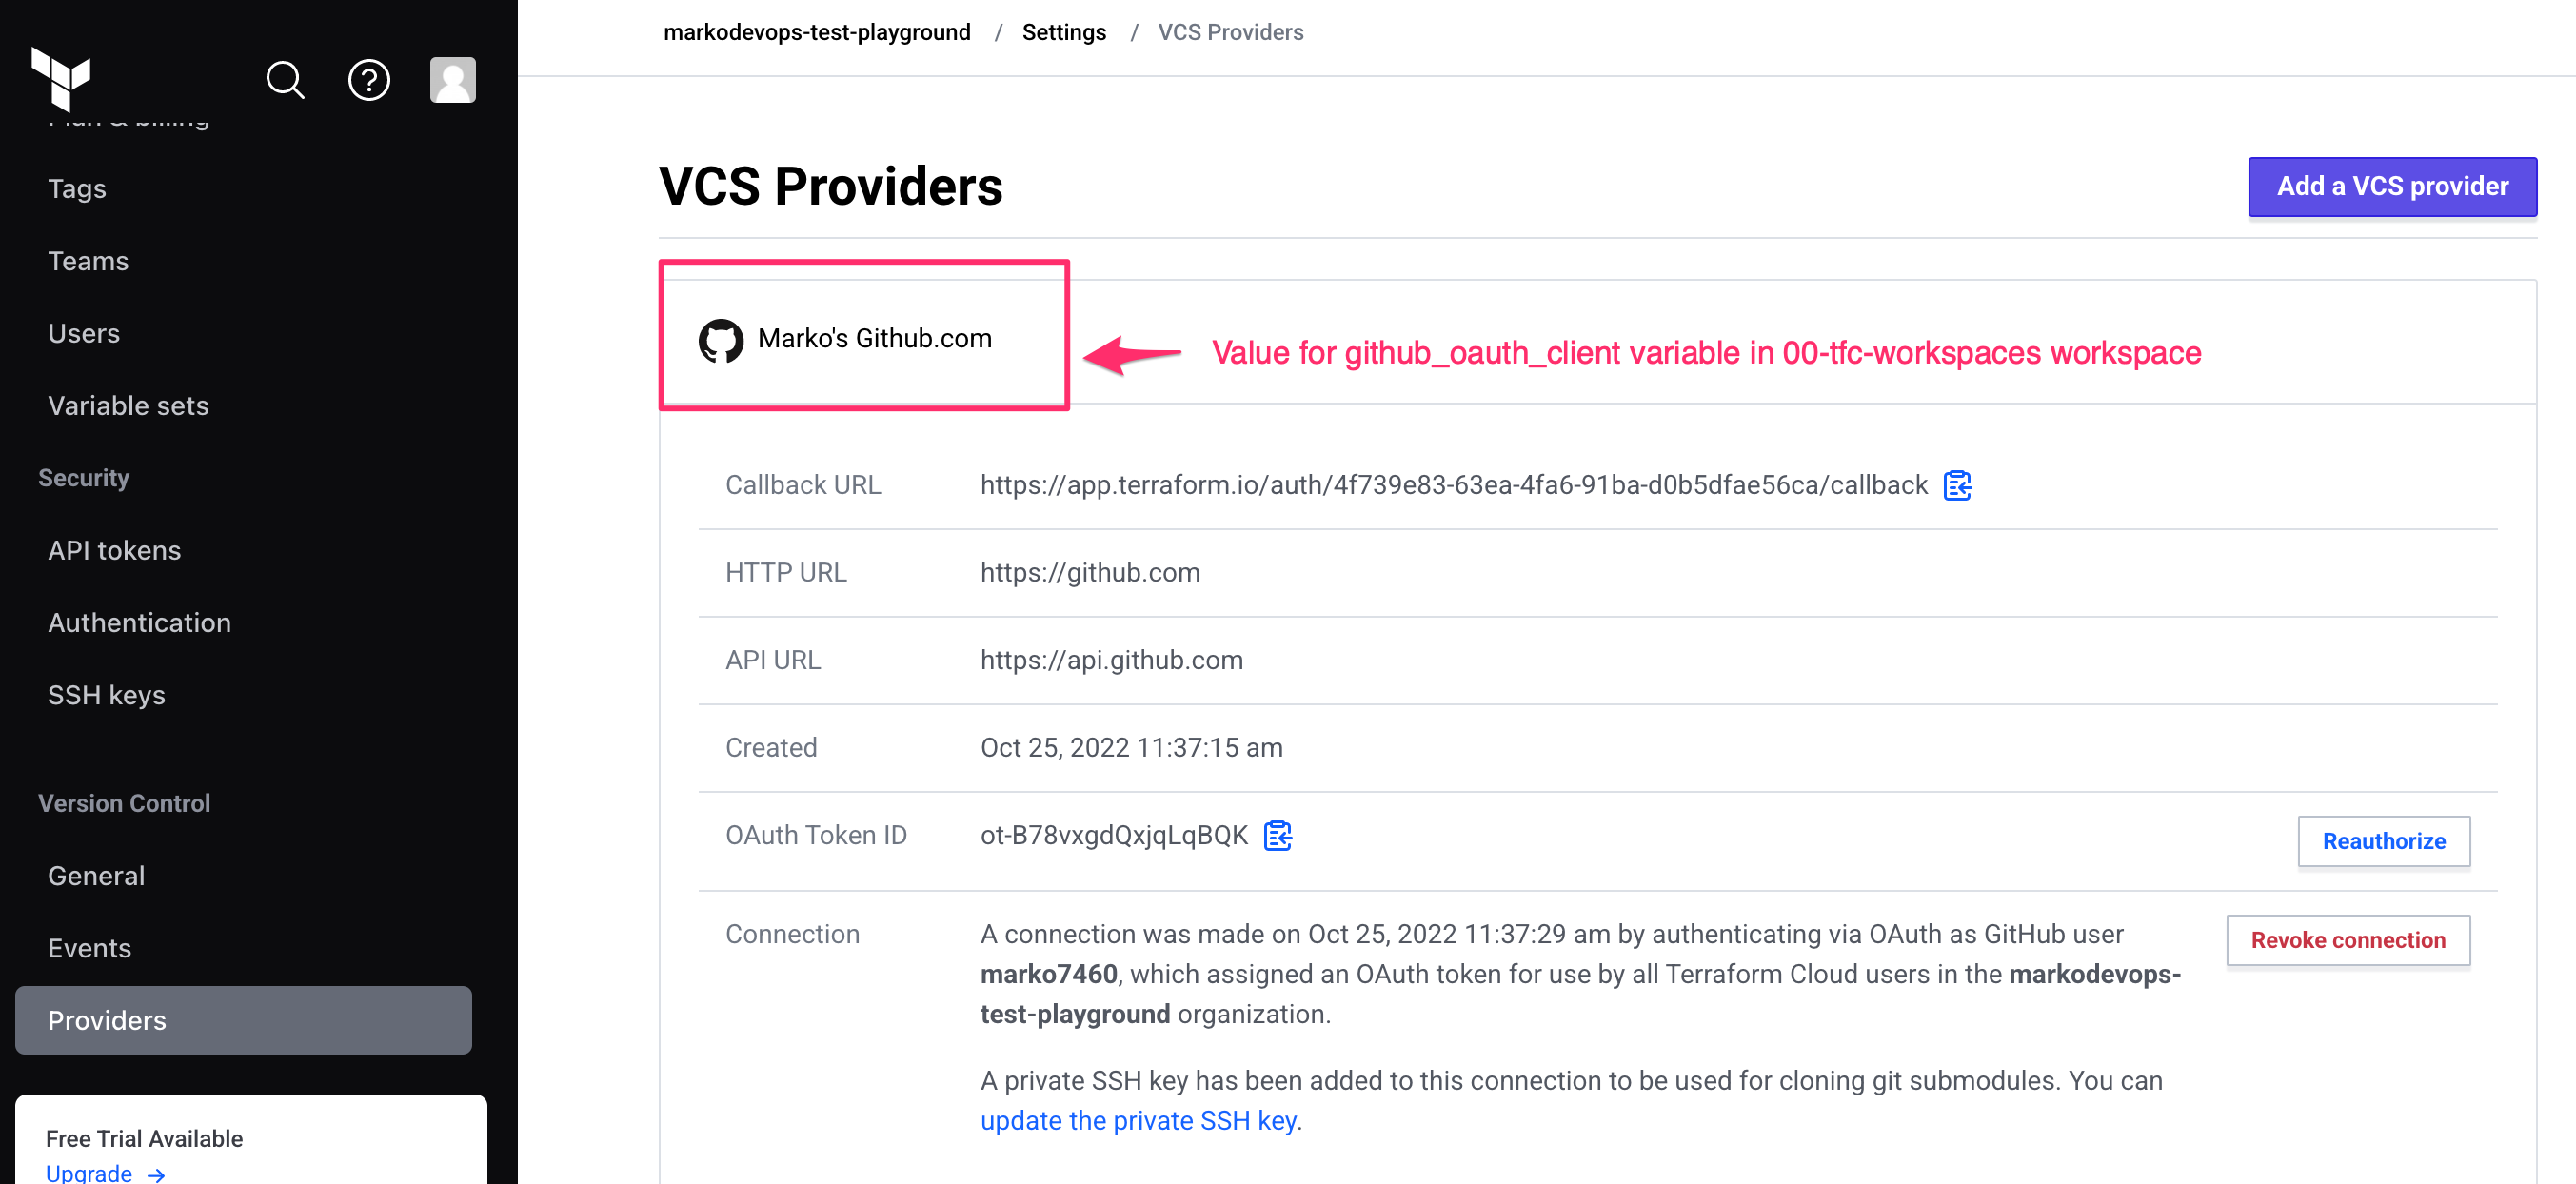 markodevops-test-playground / Settings / VCS Providers
Plan & billing
Tags
Teams
Users
Variable sets
Security
API tokens
Authentication
SSH keys
Version Control
General
Events
Providers
Free Trial Available
Upgrade →
VCS Providers
Add a VCS provider
Marko's Github.com
Value for github_oauth_client variable in 00-tfc-workspaces workspace
Callback URL https://app.terraform.io/auth/4f739e83-63ea-4fa6-91ba-d0b5dfae56ca/callback
HTTP URL https://github.com
API URL https://api.github.com
Created Oct 25, 2022 11:37:15 am
OAuth Token ID ot-B78vxgdQxjqLqBQK Reauthorize
Connection A connection was made on Oct 25, 2022 11:37:29 am by authenticating via OAuth as GitHub user Revoke connection
marko7460, which assigned an OAuth token for use by all Terraform Cloud users in the markodevops-
test-playground organization.
A private SSH key has been added to this connection to be used for cloning git submodules. You can
update the private SSH key.